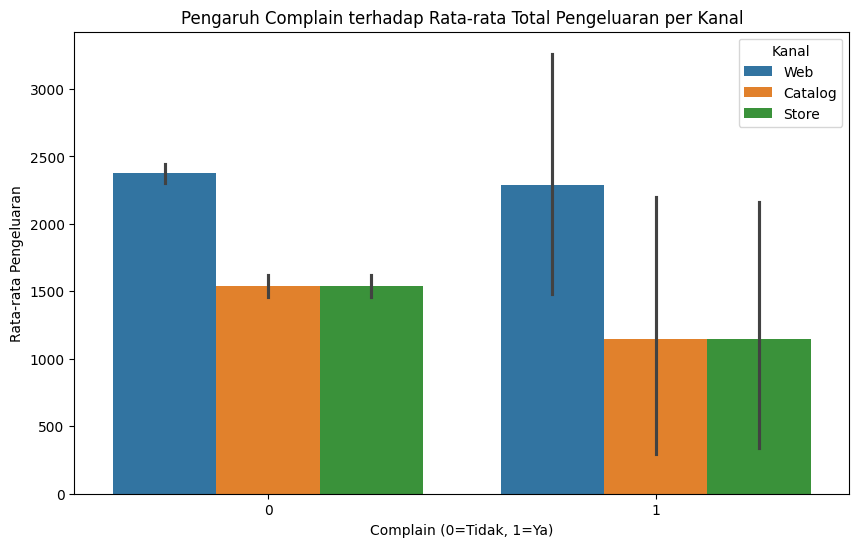 Pengaruh Complain terhadap Rata-rata Total Pengeluaran per Kanal
Kanal
Web
Catalog
Store
Rata-rata Pengeluaran
3000
2500
2000
1500
1000
500
0
0
1
Complain (0=Tidak, 1=Ya)